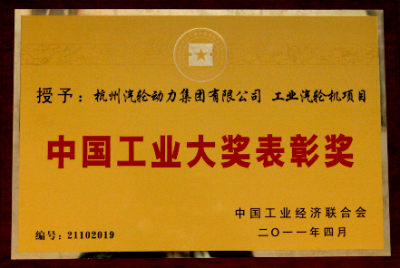 授予：杭州汽轮动力集团有限公司 工业汽轮机项目
中国工业大奖表彰奖
中国工业经济联合会
编号：21102019 二〇一一年四月